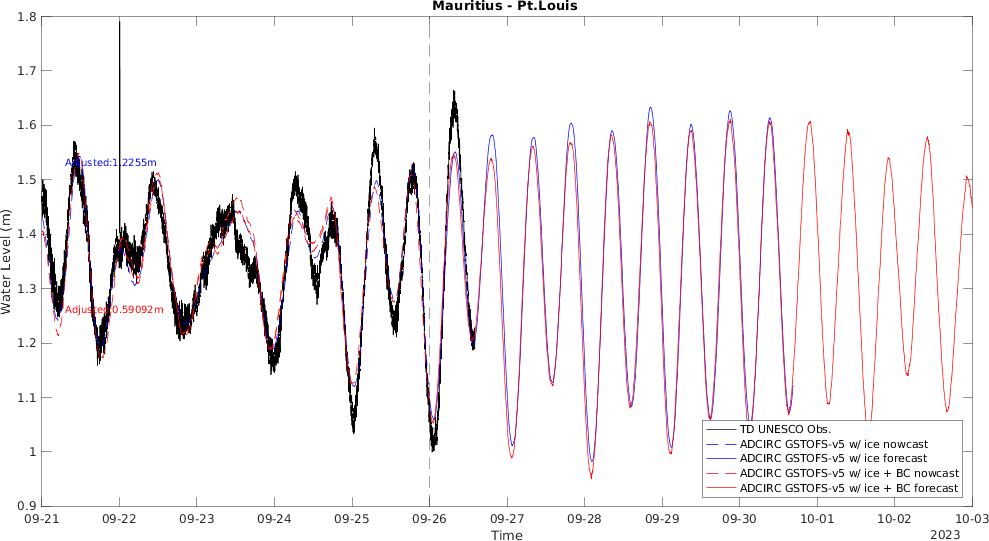 Mauritius - Pt.Louis
1.8
1.7
1.6
1.5
1.4
1.3
1.2
1.1
1
0.9
Water Level (m)
Adjusted:1.2255m
Adjusted:0.59092m
TD UNESCO Obs.
ADCIRC GSTOFS-v5 w/ ice nowcast
ADCIRC GSTOFS-v5 w/ ice forecast
ADCIRC GSTOFS-v5 w/ ice + BC nowcast
ADCIRC GSTOFS-v5 w/ ice + BC forecast
09-21 09-22 09-23 09-24 09-25 09-26 09-27 09-28 09-29 09-30 10-01 10-02 10-03
Time
2023